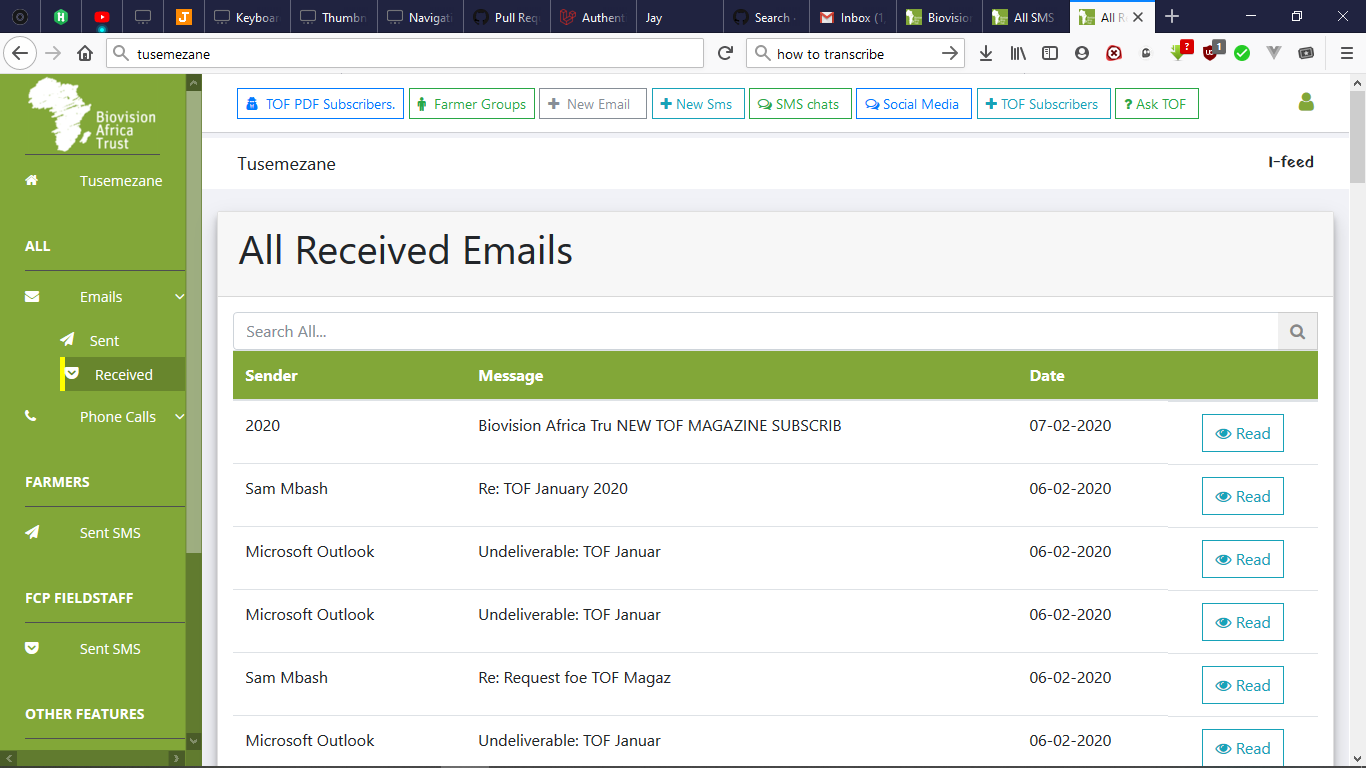 Keyboar
Thumbn
Navigati
Pull Req
Authent
Jay
Search
Inbox (1,
Biovision
All SMS
All R
tusemezane
how to transcribe
?
1
Biovision
Africa
Trust
TOF PDF Subscribers.
Farmer Groups
New Email
New Sms
SMS chats
Social Media
TOF Subscribers
? Ask TOF
Tusemezane
Tusemezane
I-feed
ALL
Emails
Sent
Received
Phone Calls
FARMERS
Sent SMS
FCP FIELDSTAFF
Sent SMS
OTHER FEATURES
All Received Emails
Search All...
Sender Message Date
2020 Biovision Africa Tru NEW TOF MAGAZINE SUBSCRIB 07-02-2020 Read
Sam Mbash Re: TOF January 2020 06-02-2020 Read
Microsoft Outlook Undeliverable: TOF Januar 06-02-2020 Read
Microsoft Outlook Undeliverable: TOF Januar 06-02-2020 Read
Sam Mbash Re: Request foe TOF Magaz 06-02-2020 Read
Microsoft Outlook Undeliverable: TOF Januar 06-02-2020 Read